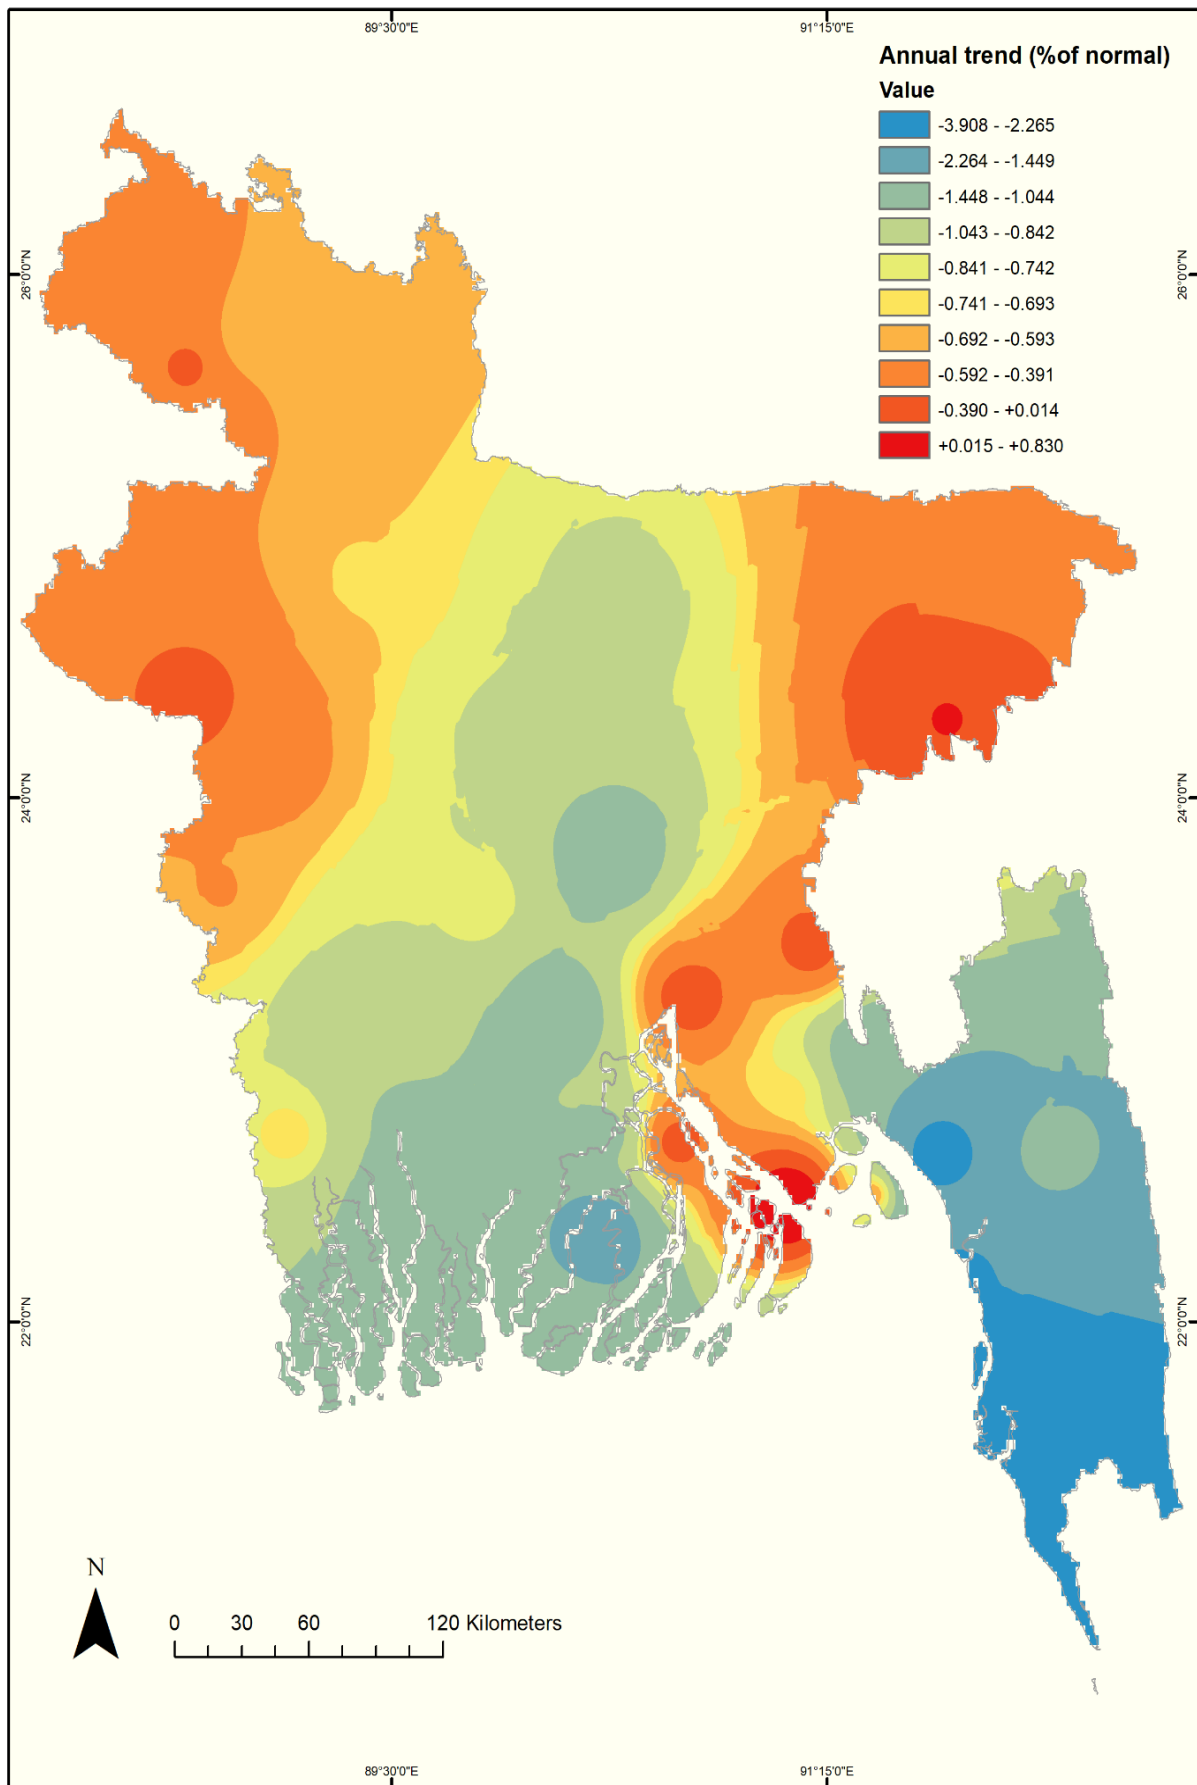 89°30'0"E 91°15'0"E
Annual trend (%of normal)
Value
-3.908 - -2.265
-2.264 - -1.449
-1.448 - -1.044
-1.043 - -0.842
-0.841 - -0.742
-0.741 - -0.693
-0.692 - -0.593
-0.592 - -0.391
-0.390 - +0.014
+0.015 - +0.830
26°0'0"N 26°0'0"N
24°0'0"N 24°0'0"N
22°0'0"N 22°0'0"N
N
0 30 60 120 Kilometers
89°30'0"E 91°15'0"E